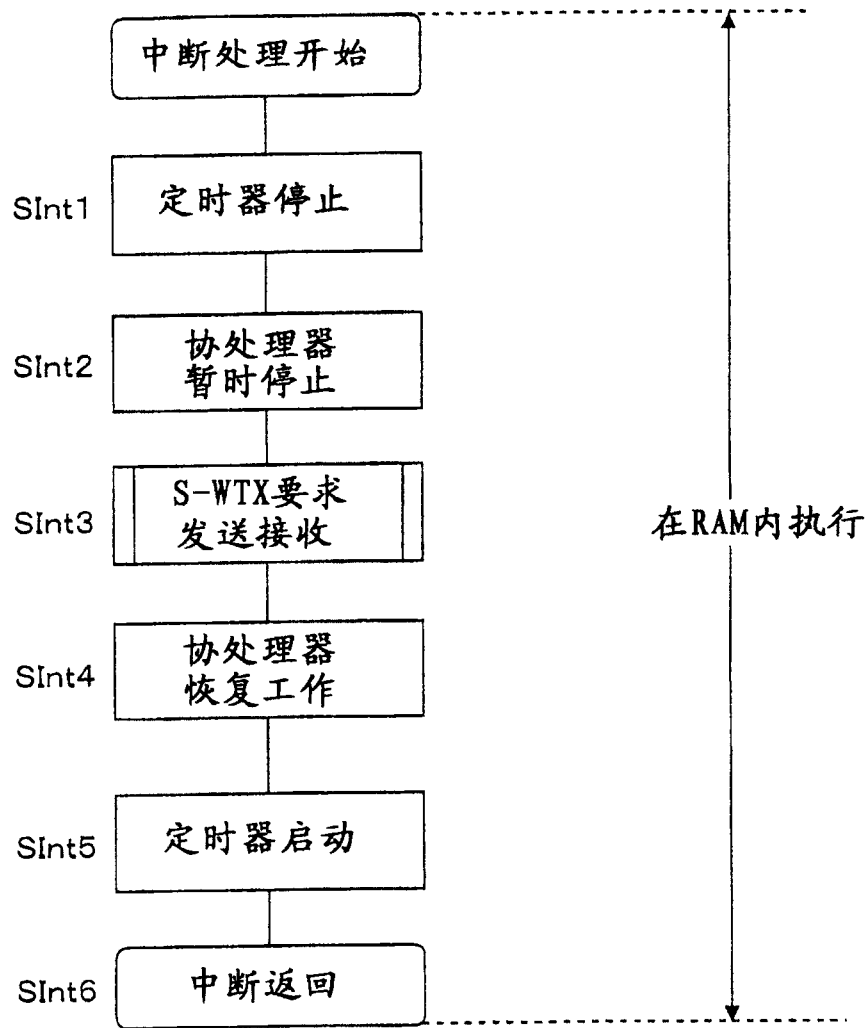 中断处理开始
SInt1
定时器停止
SInt2
协处理器
暂时停止
SInt3
S-WTX要求
发送接收
在RAM内执行
SInt4
协处理器
恢复工作
SInt5
定时器启动
SInt6
中断返回